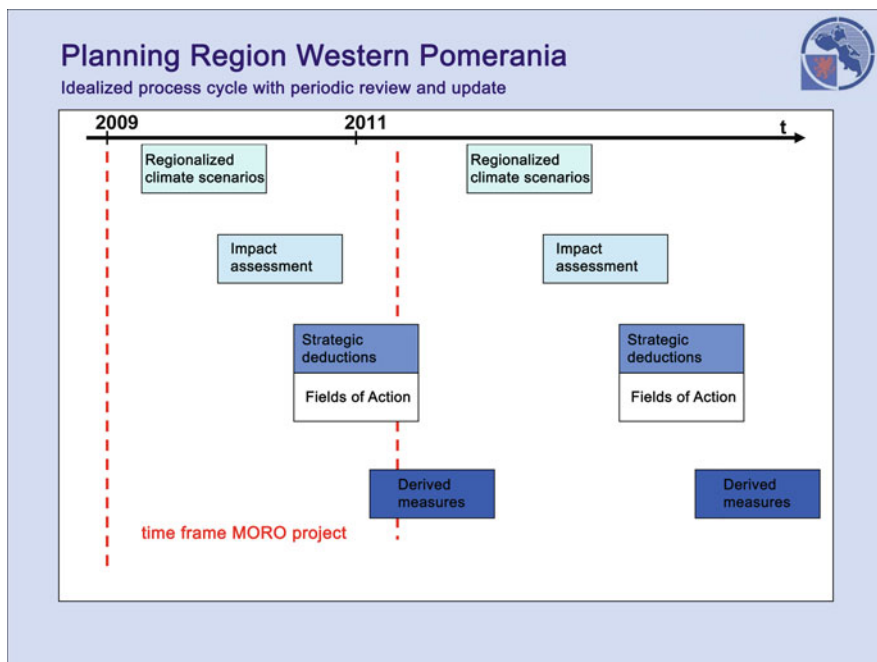 Planning Region Western Pomerania
Idealized process cycle with periodic review and update
2009
2011
t
Regionalized
climate scenarios
Regionalized
climate scenarios
Impact
assessment
Impact
assessment
Strategic
deductions
Strategic
deductions
Fields of Action
Fields of Action
Derived
measures
Derived
measures
time frame MORO project